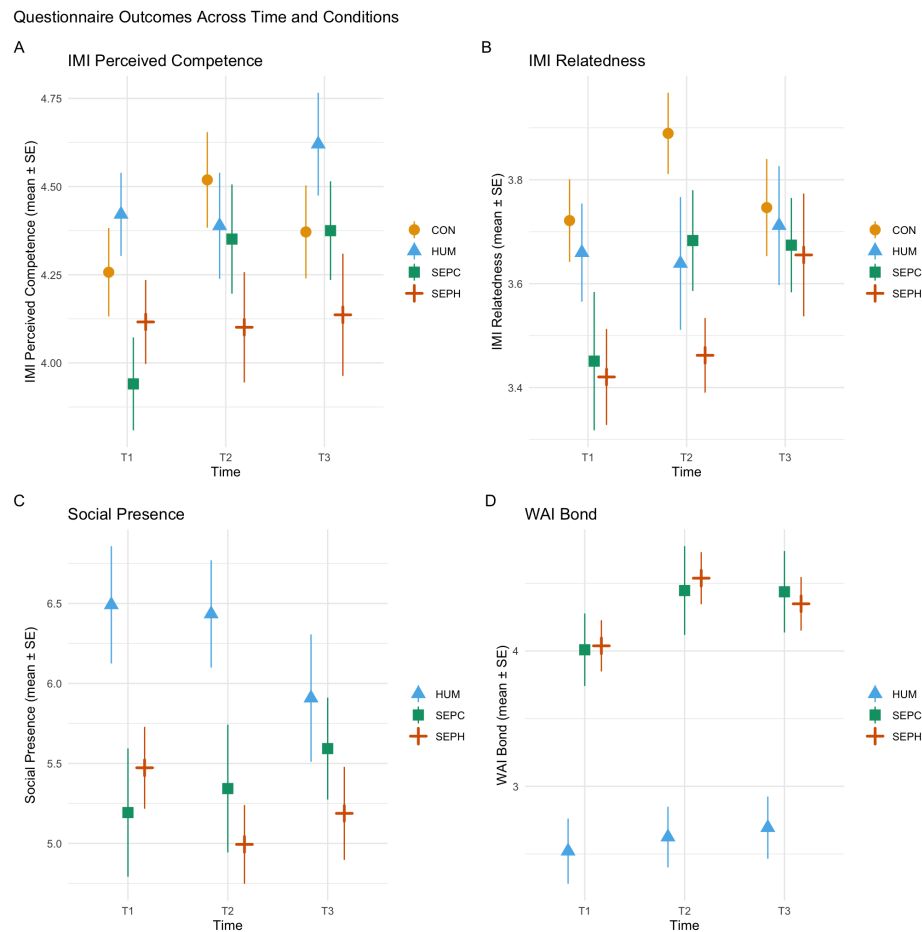 Questionnaire Outcomes Across Time and Conditions
A
IMI Perceived Competence
IMI Perceived Competence (mean ± SE)
4.75
4.50
4.25
4.00
T1
T2
T3
Time
CON
HUM
SEPC
SEPH
B
IMI Relatedness
IMI Relatedness (mean ± SE)
3.8
3.6
3.4
T1
T2
T3
Time
CON
HUM
SEPC
SEPH
C
Social Presence
Social Presence (mean ± SE)
6.5
6.0
5.5
5.0
T1
T2
T3
Time
HUM
SEPC
SEPH
D
WAI Bond
WAI Bond (mean ± SE)
4
3
T1
T2
T3
Time
HUM
SEPC
SEPH